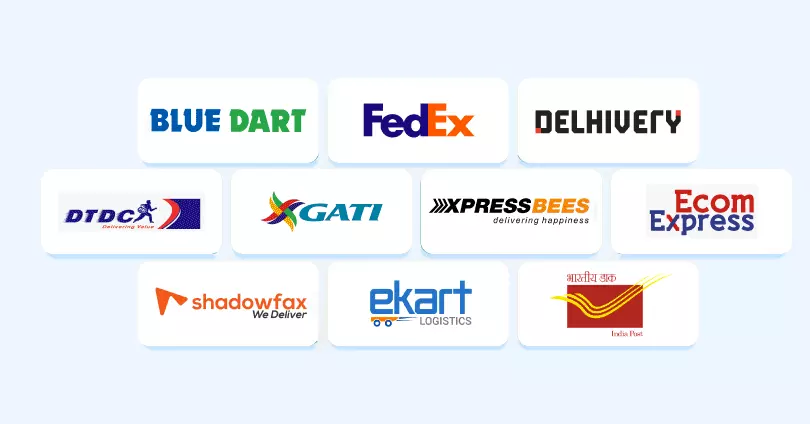 BLUE DART
FedEx
DELHIVERY
DTDC
Delivering Value
GATI
XPRESSBEES
delivering happiness
Ecom
Express
shadowfax
We Deliver
ekart
LOGISTICS
भारतीय डाक
India Post